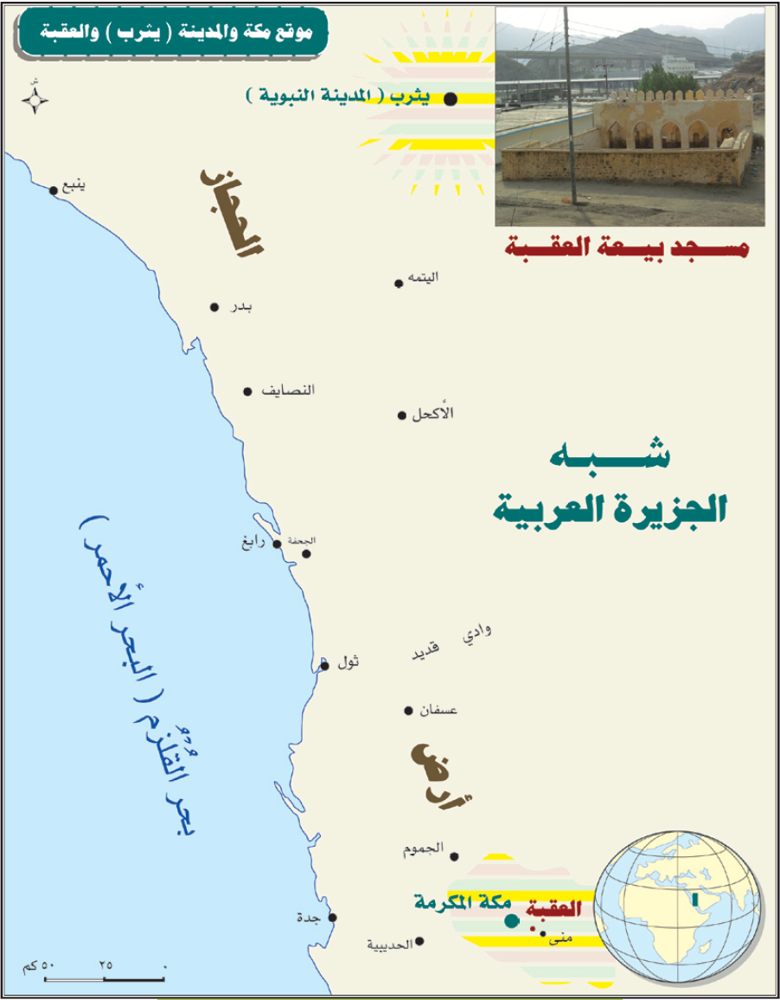 موقع مكة والمدينة ( يثرب ) والعقبة
ش
يثرب ( المدينة النبوية )
مسجد بيعة العقبة
ينبع
الحجاز
اليتمه
بدر
النصايف
الأكحل
شبه
الجزيرة العربية
رابغ
الجحفة
بحر القُلْزُم ( البحر الأحمر )
وادي قديد
ثول
عسفان
أرض
الجموم
مكة المكرمة
العقبة
منى
جدة
الحديبية
٠ ٢٥ ٥٠ كم